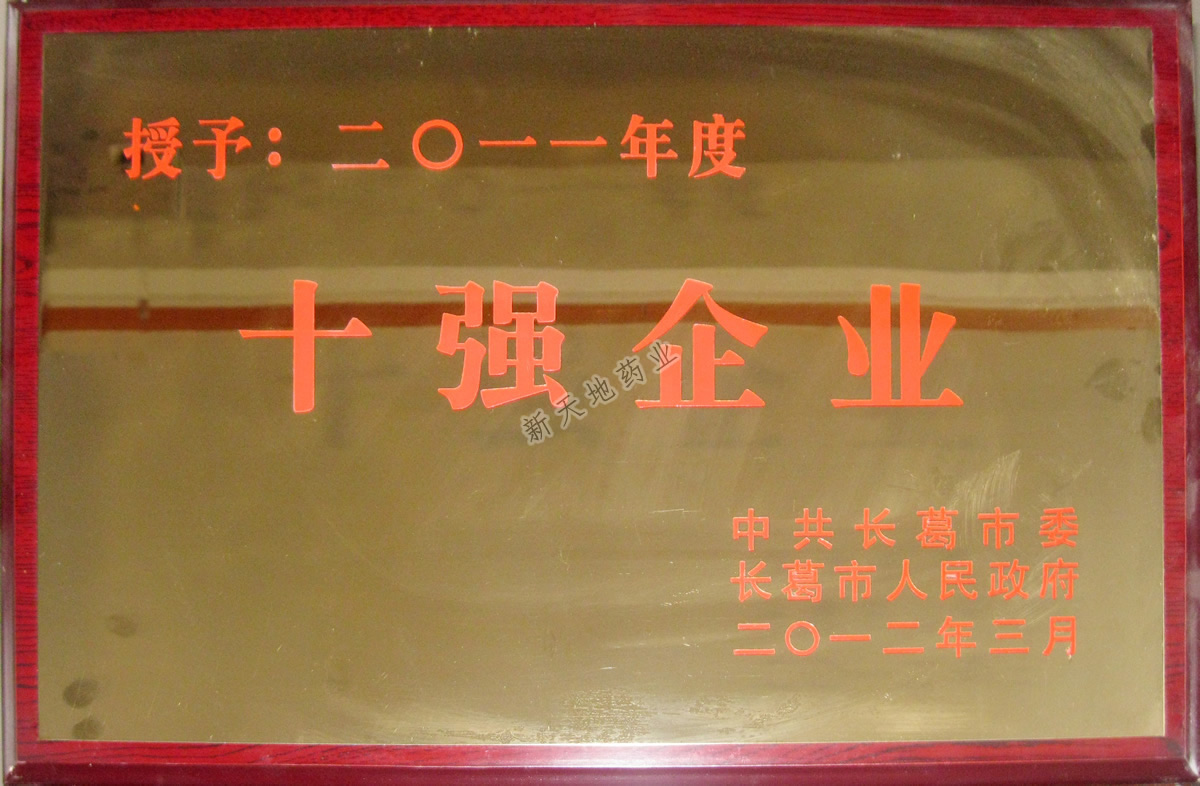 授予：二〇一一年度
十强企业
新天地药业
中共长葛市委
长葛市人民政府
二〇一二年三月